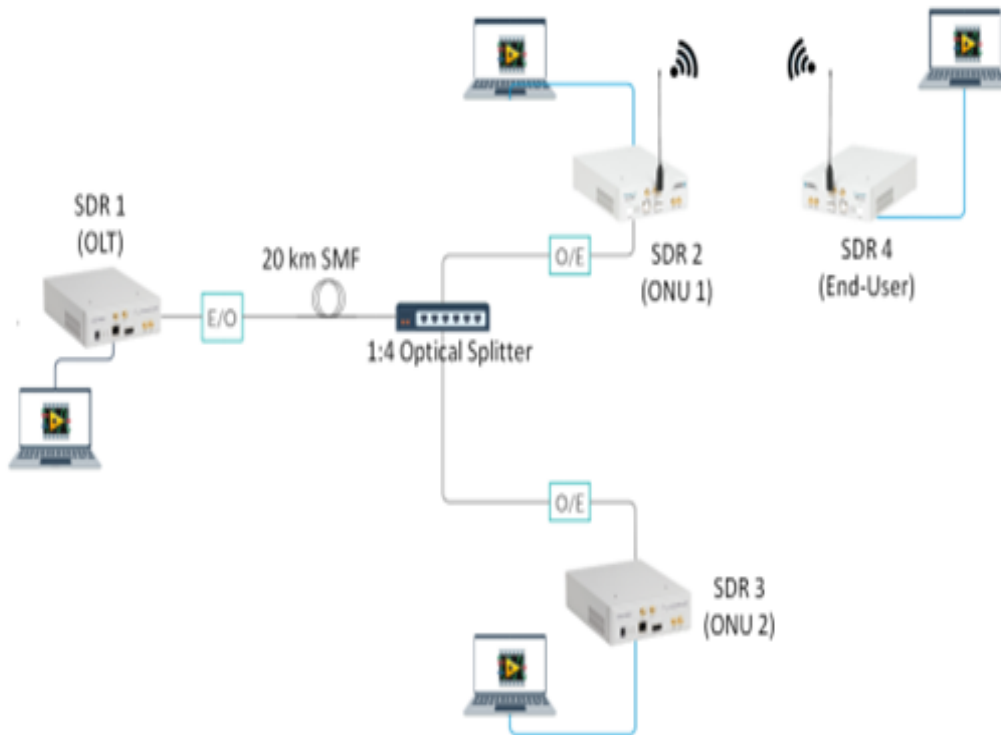 SDR 1
(OLT)
E/O
20 km SMF
1:4 Optical Splitter
O/E
SDR 2
(ONU 1)
SDR 4
(End-User)
O/E
SDR 3
(ONU 2)